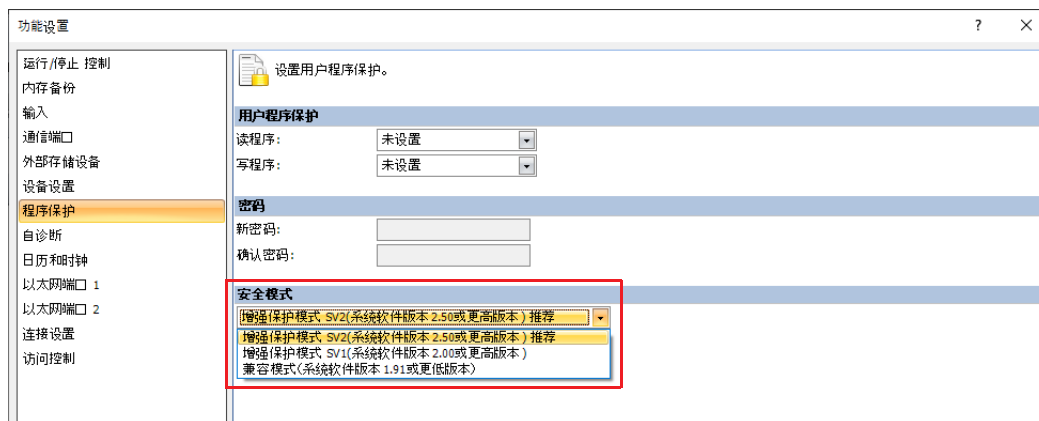 功能设置
?
运行/停止 控制
内存备份
输入
通信端口
外部存储设备
设备设置
程序保护
自诊断
日历和时钟
以太网端口 1
以太网端口 2
连接设置
访问控制
设置用户程序保护。
用户程序保护
读程序: 未设置
写程序: 未设置
密码
新密码:
确认密码:
安全模式
增强保护模式 SV2(系统软件版本 2.50或更高版本) 推荐
增强保护模式 SV2(系统软件版本 2.50或更高版本) 推荐
增强保护模式 SV1(系统软件版本 2.00或更高版本)
兼容模式(系统软件版本 1.91或更低版本)